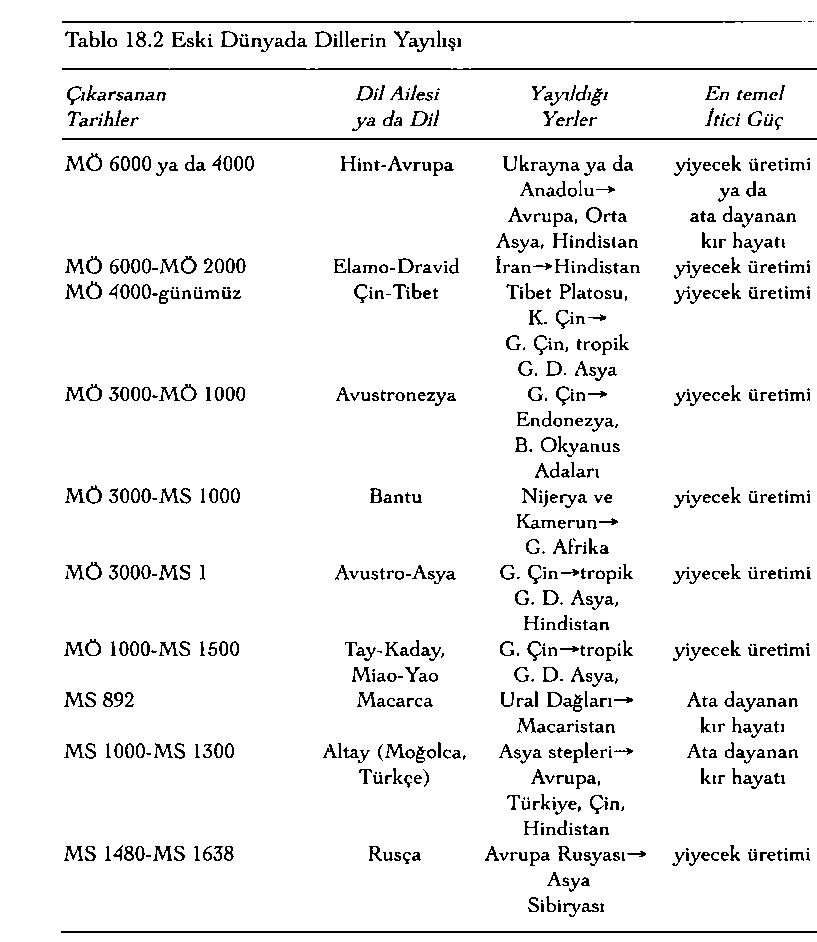 Tablo 18.2 Eski Dünyada Dillerin Yayılışı
Çıkarsanan Dil Ailesi Yayıldığı En temel
Tarihler ya da Dil Yerler İtici Güç
MÖ 6000 ya da 4000 Hint-Avrupa Ukrayna ya da yiyecek üretimi
Anadolu→ ya da
Avrupa, Orta ata dayanan
Asya, Hindistan kır hayatı
MÖ 6000-MÖ 2000 Elamo-Dravid İran→Hindistan yiyecek üretimi
MÖ 4000-günümüz Çin-Tibet Tibet Platosu, yiyecek üretimi
K. Çin→
G. Çin, tropik
G. D. Asya
MÖ 3000-MÖ 1000 Avustronezya G. Çin→ yiyecek üretimi
Endonezya,
B. Okyanus
Adaları
MÖ 3000-MS 1000 Bantu Nijerya ve yiyecek üretimi
Kamerun→
G. Afrika
MÖ 3000-MS 1 Avustro-Asya G. Çin→tropik yiyecek üretimi
G. D. Asya,
Hindistan
MÖ 1000-MS 1500 Tay-Kaday, G. Çin→tropik yiyecek üretimi
Miao-Yao G. D. Asya,
MS 892 Macarca Ural Dağları→ Ata dayanan
Macaristan kır hayatı
MS 1000-MS 1300 Altay (Moğolca, Asya stepleri→ Ata dayanan
Türkçe) Avrupa, kır hayatı
Türkiye, Çin,
Hindistan
MS 1480-MS 1638 Rusça Avrupa Rusyası→ yiyecek üretimi
Asya
Sibiryası